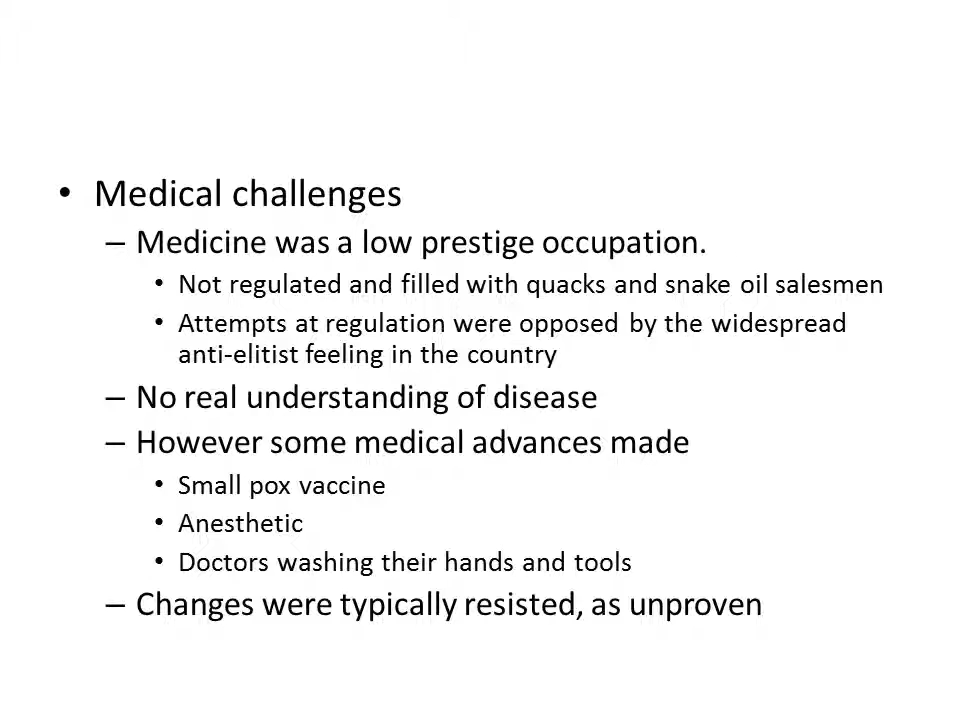 • Medical challenges
– Medicine was a low prestige occupation.
• Not regulated and filled with quacks and snake oil salesmen
• Attempts at regulation were opposed by the widespread
anti-elitist feeling in the country
– No real understanding of disease
– However some medical advances made
• Small pox vaccine
• Anesthetic
• Doctors washing their hands and tools
– Changes were typically resisted, as unproven